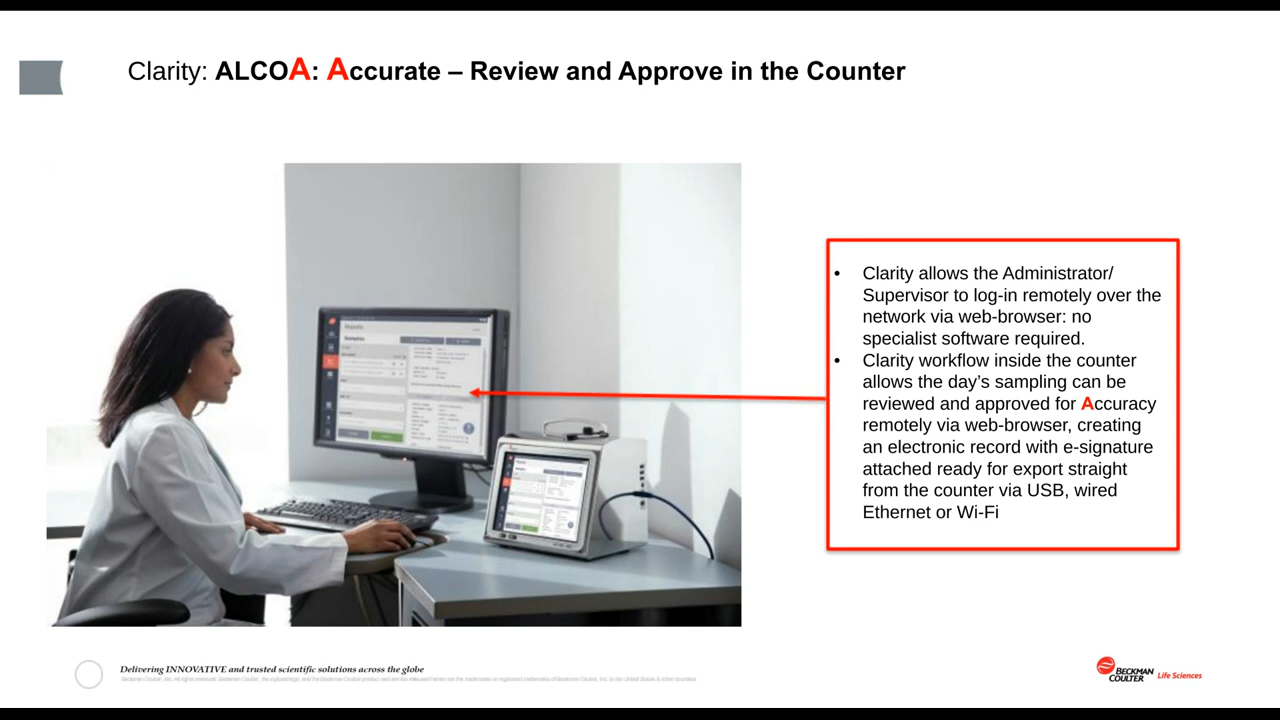 Clarity: ALCOA: Accurate – Review and Approve in the Counter
• Clarity allows the Administrator/
Supervisor to log-in remotely over the
network via web-browser: no
specialist software required.
• Clarity workflow inside the counter
allows the day’s sampling can be
reviewed and approved for Accuracy
remotely via web-browser, creating
an electronic record with e-signature
attached ready for export straight
from the counter via USB, wired
Ethernet or Wi-Fi
Delivering INNOVATIVE and trusted scientific solutions across the globe
BECKMAN
COULTER Life Sciences